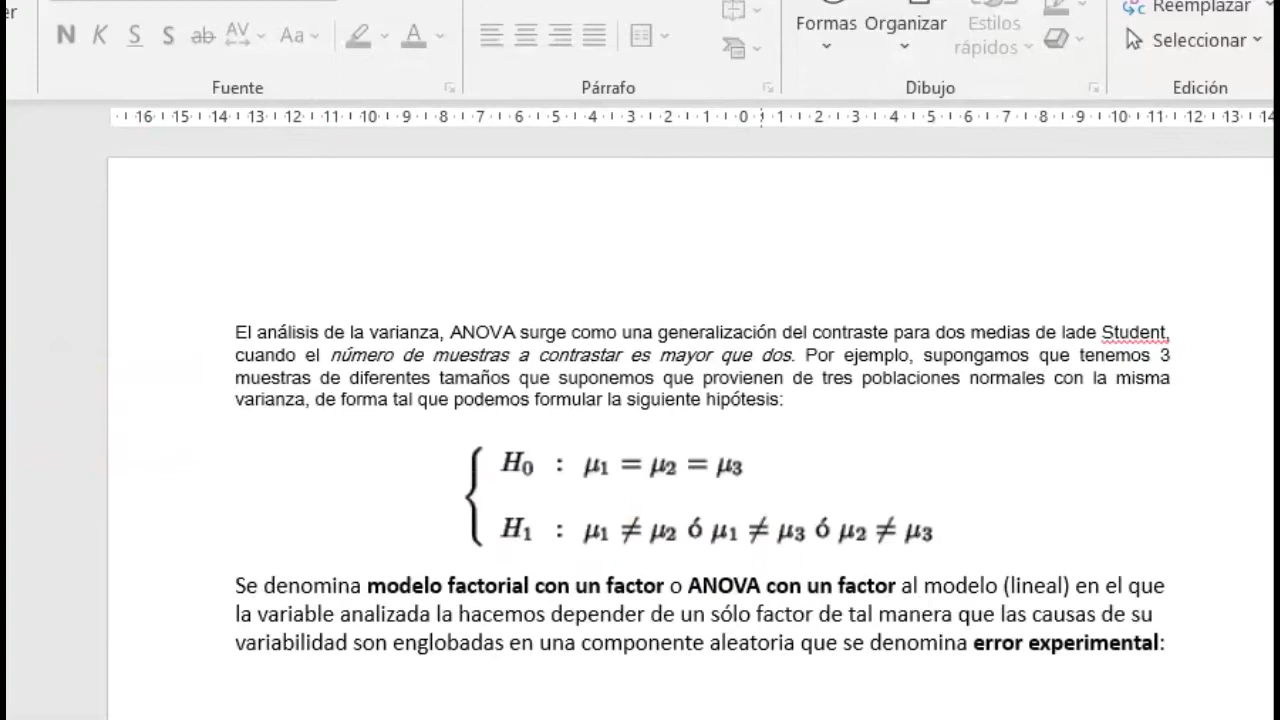 er
Reemplazar
N K S S ab AV Aa A
Formas Organizar Estilos rápidos
Seleccionar
Fuente Párrafo Dibujo Edición
16 15 14 13 12 11 10 9 8 7 6 5 4 3 2 1 0 1 2 3 4 5 6 7 8 9 10 11 12 13 14
El análisis de la varianza, ANOVA surge como una generalización del contraste para dos medias de lade Student,
cuando el número de muestras a contrastar es mayor que dos. Por ejemplo, supongamos que tenemos 3
muestras de diferentes tamaños que suponemos que provienen de tres poblaciones normales con la misma
varianza, de forma tal que podemos formular la siguiente hipótesis:
H₀ : μ₁ = μ₂ = μ₃
H₁ : μ₁ ≠ μ₂ ó μ₁ ≠ μ₃ ó μ₂ ≠ μ₃
Se denomina modelo factorial con un factor o ANOVA con un factor al modelo (lineal) en el que
la variable analizada la hacemos depender de un sólo factor de tal manera que las causas de su
variabilidad son englobadas en una componente aleatoria que se denomina error experimental: